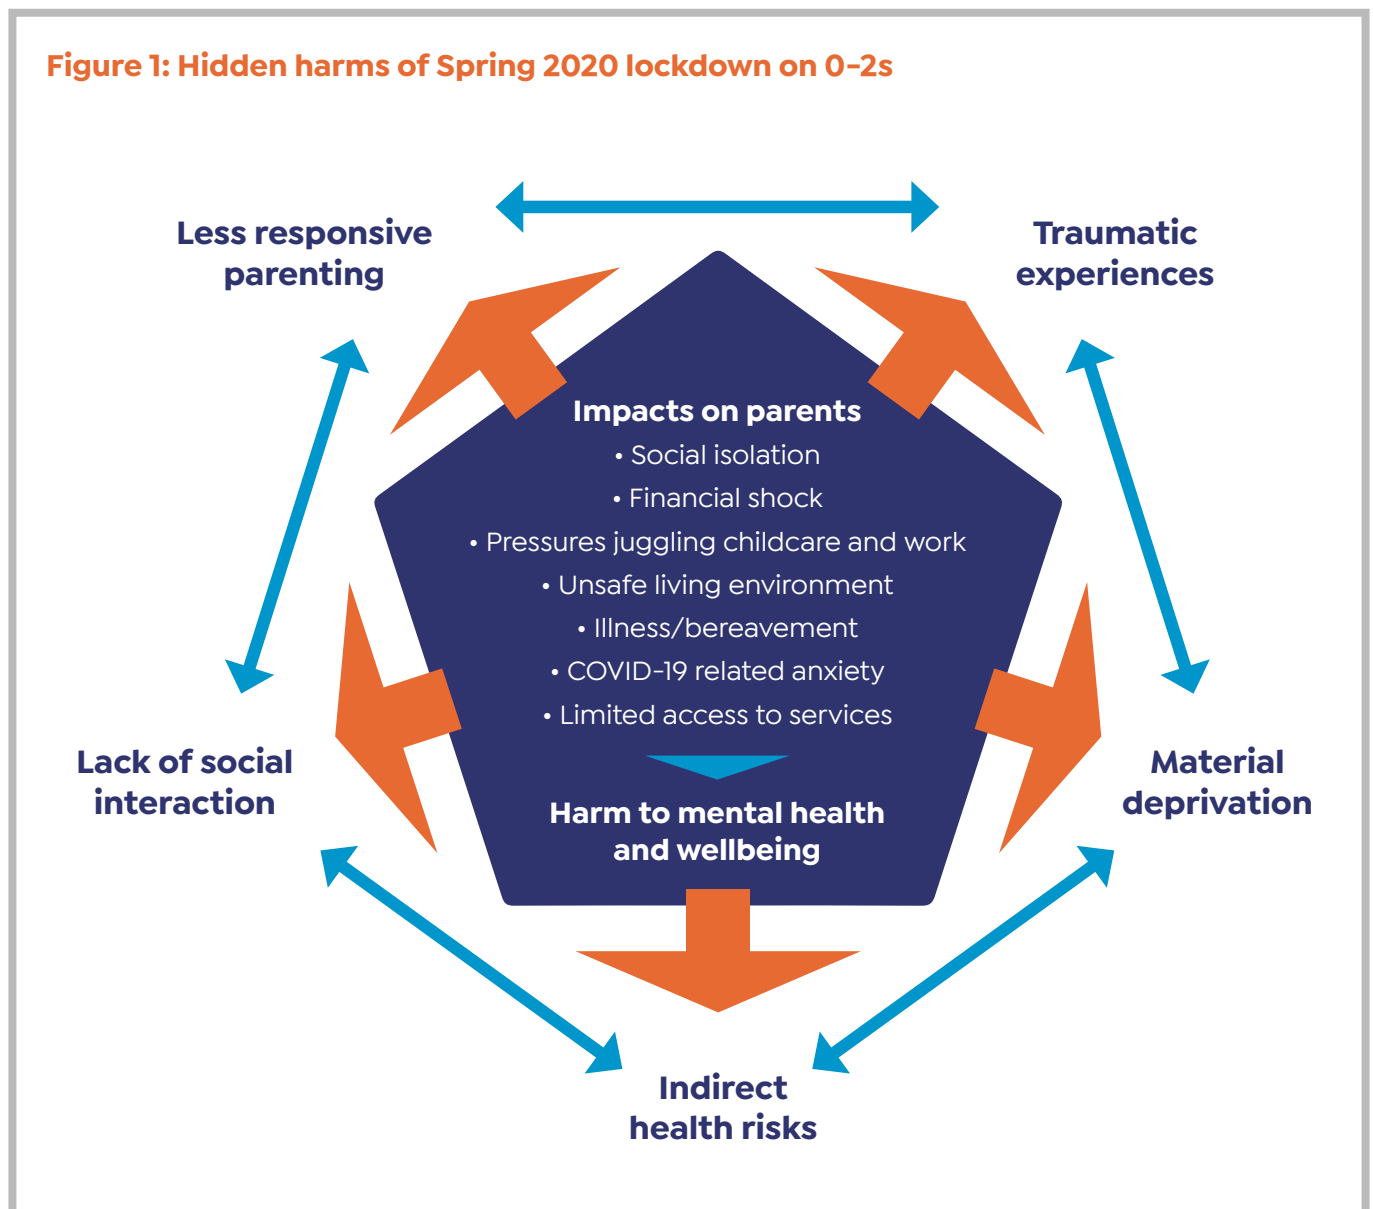 Figure 1: Hidden harms of Spring 2020 lockdown on 0-2s
Less responsive
parenting
Traumatic
experiences
Impacts on parents
• Social isolation
• Financial shock
• Pressures juggling childcare and work
• Unsafe living environment
• Illness/bereavement
• COVID-19 related anxiety
• Limited access to services
Harm to mental health
and wellbeing
Lack of social
interaction
Material
deprivation
Indirect
health risks